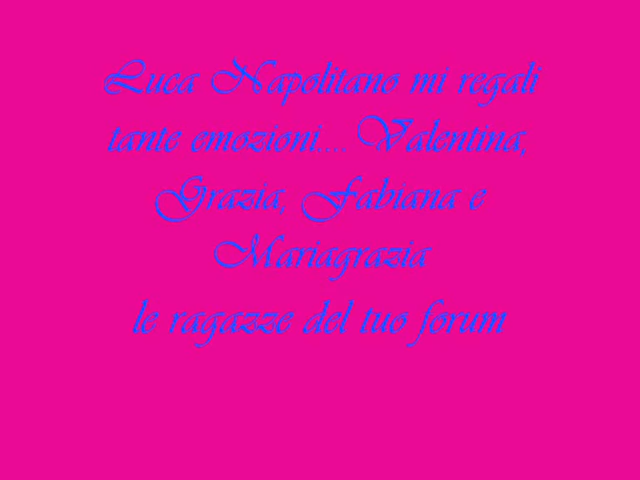 Luca Napolitano mi regali
tante emozioni.... Valentina,
Grazia, Fabiana e
Mariagrazia
le ragazze del tuo forum